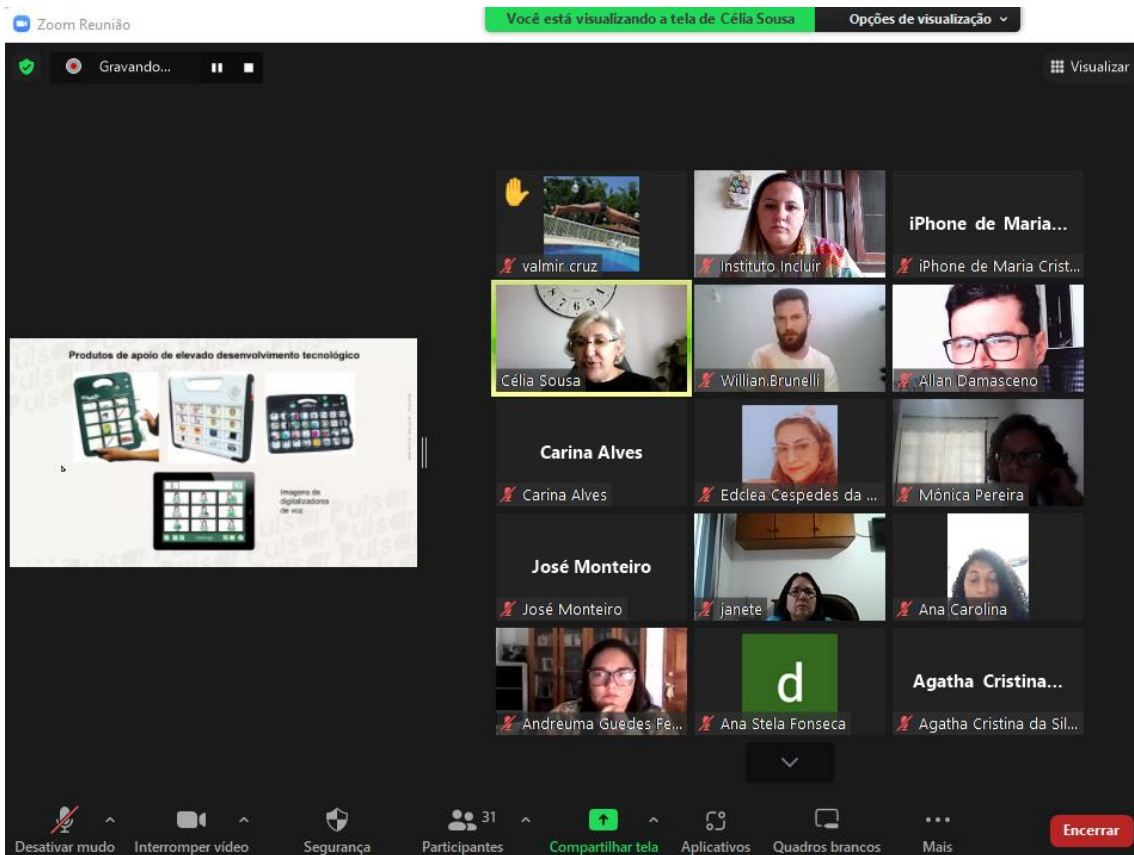 Zoom Reunião
Você está visualizando a tela de Célia Sousa
Opções de visualização
Gravando...
Visualizar
Produtos de apoio de elevado desenvolvimento tecnológico
Imagens de
digitalizadores
de voz
valmir cruz
Instituto Incluir
iPhone de Maria...
iPhone de Maria Crist...
Célia Sousa
Willian.Brunelli
Allan Damasceno
Carina Alves
Carina Alves
Edclea Cespedes da ...
Mônica Pereira
José Monteiro
José Monteiro
janete
Ana Carolina
Andreuma Guedes Fe...
d
Ana Stela Fonseca
Agatha Cristina...
Agatha Cristina da Sil...
Desativar mudo
Interromper vídeo
Segurança
31
Participantes
Compartilhar tela
Aplicativos
Quadros brancos
Mais
Encerrar